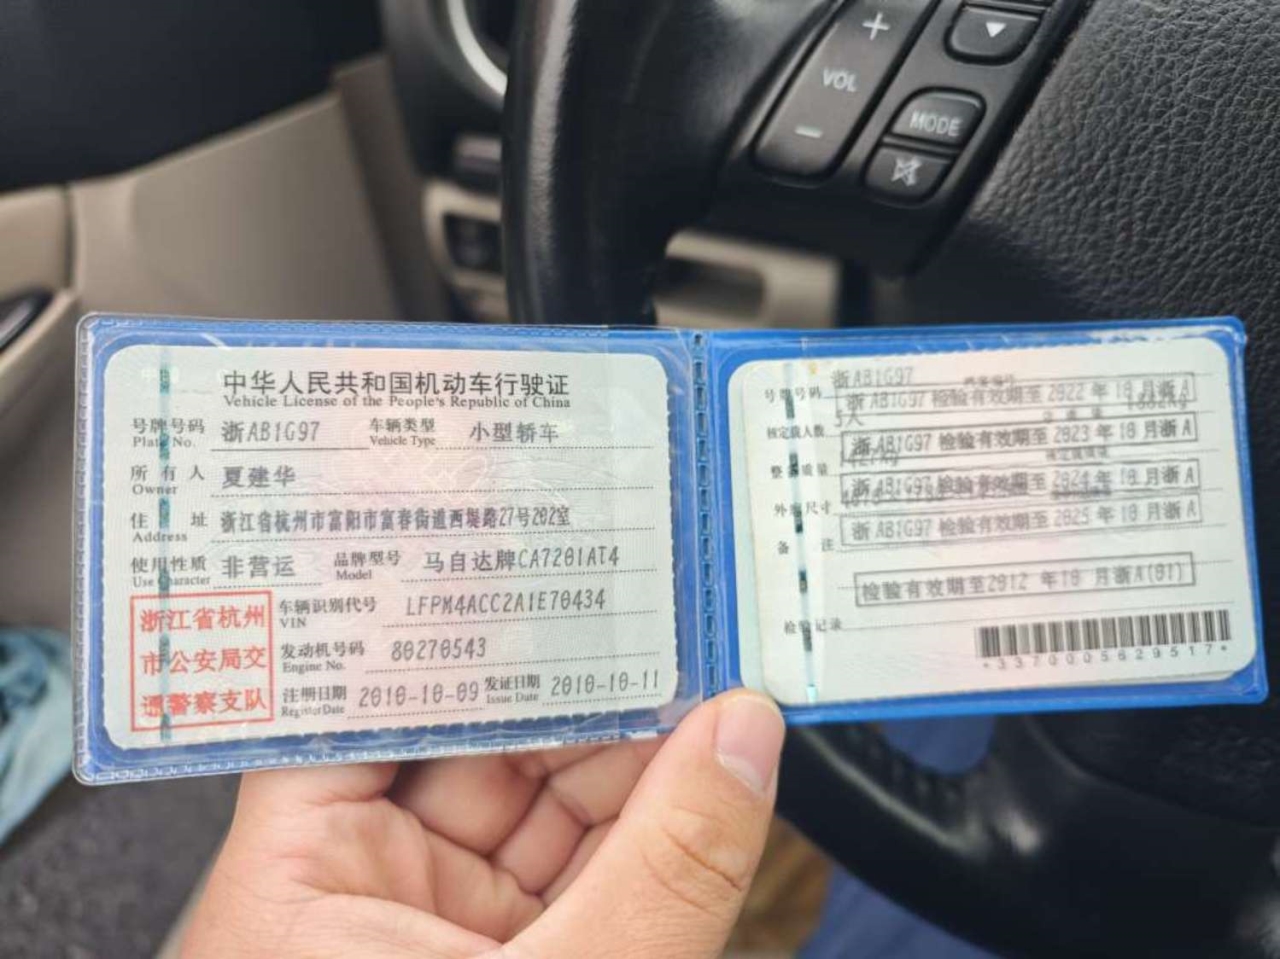 +
VOL
−
MODE
中华人民共和国机动车行驶证
Vehicle License of the People's Republic of China
号牌号码 浙AB1G97 车辆类型 小型轿车
Plate No. Vehicle Type
所有人 夏建华
Owner
住址 浙江省杭州市富阳市富春街道西堤路27号202室
Address
使用性质 非营运 品牌型号 马自达牌CA7201AT4
Use Character Model
浙江省杭州
市公安局交
通警察支队
车辆识别代号 LFPM4ACC2A1E70434
VIN
发动机号码 80270543
Engine No.
注册日期 2010-10-09 发证日期 2010-10-11
Register Date Issue Date
号牌号码 浙AB1G97
浙AB1G97 检验有效期至2022年10月浙A
核定载人数 5人
浙AB1G97 检验有效期至2023年10月浙A
整备质量
浙AB1G97 检验有效期至2024年10月浙A
外廓尺寸
浙AB1G97 检验有效期至2025年10月浙A
备注
检验有效期至2012年10月浙A(01)
检验记录
*3370005629517*